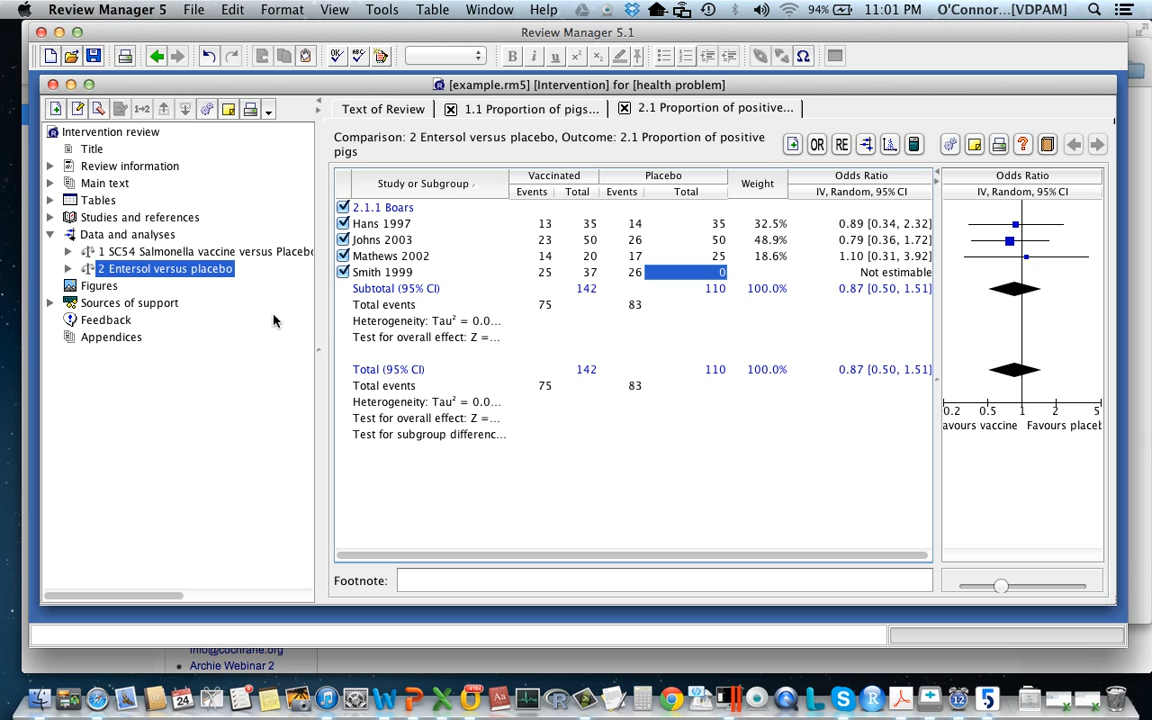 Review Manager 5 File Edit Format View Tools Table Window Help 94% 11:01 PM O'Connor...[VDPAM]
Review Manager 5.1
B i u x² x₂ Ω
[example.rm5] [Intervention] for [health problem]
Text of Review 1.1 Proportion of pigs... 2.1 Proportion of positive...
Intervention review
Title
Review information
Main text
Tables
Studies and references
Data and analyses
1 SC54 Salmonella vaccine versus Placebo
2 Entersol versus placebo
Figures
Sources of support
Feedback
Appendices
Comparison: 2 Entersol versus placebo, Outcome: 2.1 Proportion of positive
pigs
OR RE
Study or Subgroup Vaccinated Placebo Weight Odds Ratio Odds Ratio
Events Total Events Total IV, Random, 95% CI IV, Random, 95% CI
2.1.1 Boars
Hans 1997 13 35 14 35 32.5% 0.89 [0.34, 2.32]
Johns 2003 23 50 26 50 48.9% 0.79 [0.36, 1.72]
Mathews 2002 14 20 17 25 18.6% 1.10 [0.31, 3.92]
Smith 1999 25 37 26 0 Not estimable
Subtotal (95% CI) 142 110 100.0% 0.87 [0.50, 1.51]
Total events 75 83
Heterogeneity: Tau² = 0.0...
Test for overall effect: Z =...
Total (95% CI) 142 110 100.0% 0.87 [0.50, 1.51]
Total events 75 83
Heterogeneity: Tau² = 0.0...
Test for overall effect: Z =...
Test for subgroup differenc...
0.2 0.5 1 2 5
avours vaccine Favours placeb
Footnote:
info@cochrane.org
Archie Webinar 2